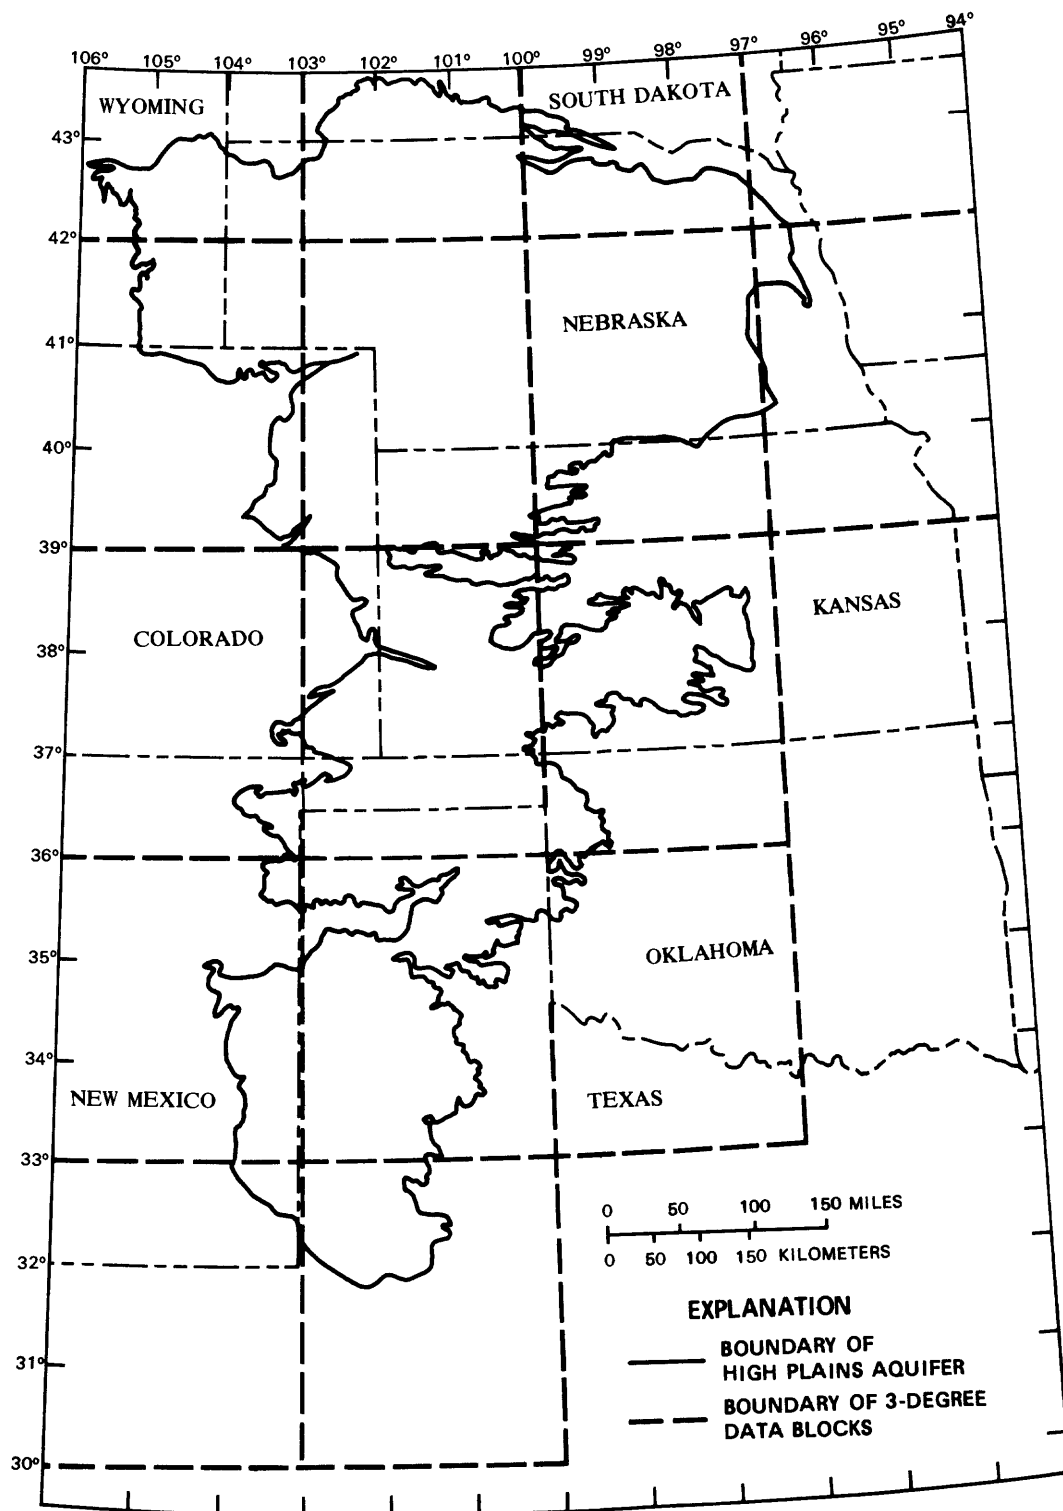 106° 105° 104° 103° 102° 101° 100° 99° 98° 97° 96° 95° 94°
WYOMING
SOUTH DAKOTA
43°
42°
NEBRASKA
41°
40°
39°
KANSAS
COLORADO
38°
37°
36°
OKLAHOMA
35°
34°
NEW MEXICO
TEXAS
33°
0 50 100 150 MILES
0 50 100 150 KILOMETERS
32°
EXPLANATION
BOUNDARY OF
HIGH PLAINS AQUIFER
31°
BOUNDARY OF 3-DEGREE
DATA BLOCKS
30°